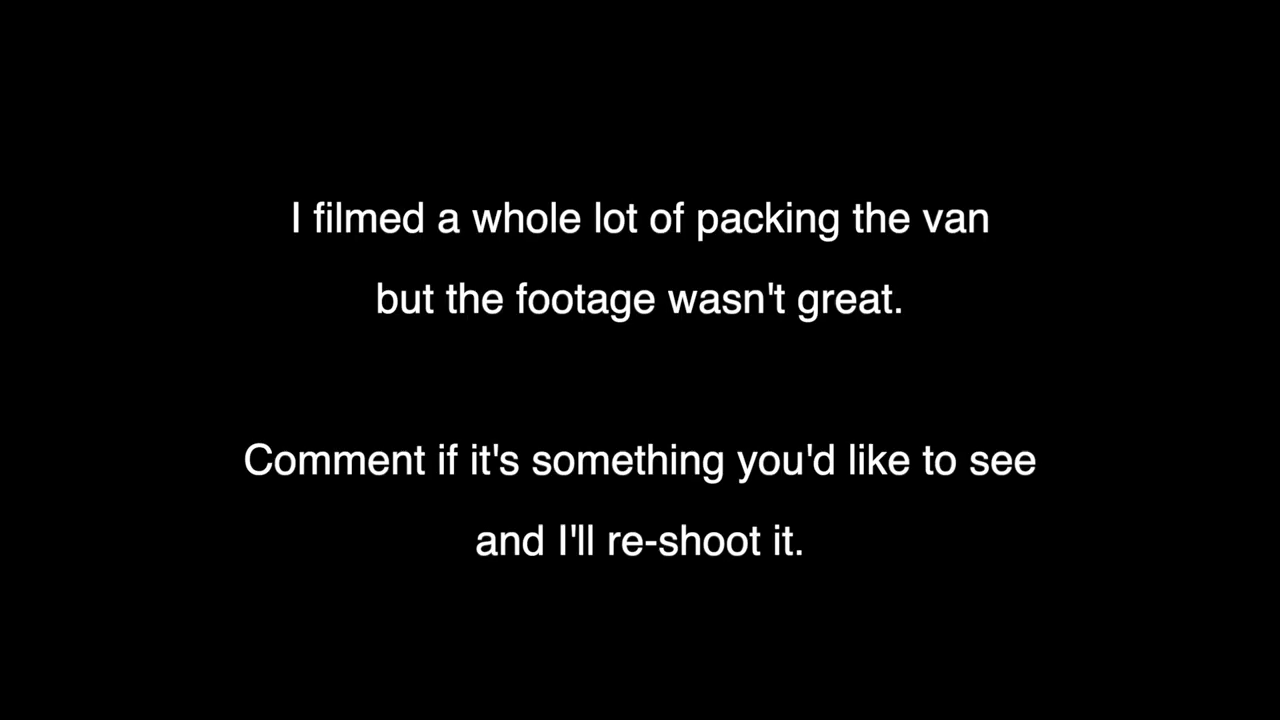 I filmed a whole lot of packing the van
but the footage wasn't great.
Comment if it's something you'd like to see
and I'll re-shoot it.